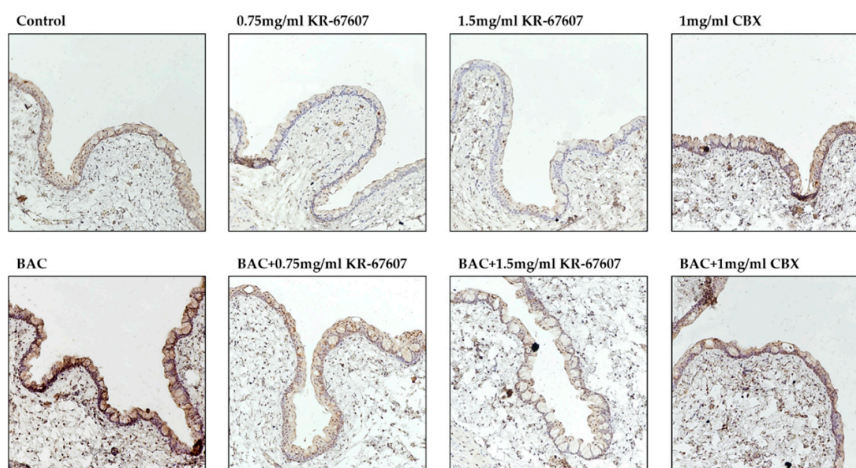 Control
0.75mg/ml KR-67607
1.5mg/ml KR-67607
1mg/ml CBX
BAC
BAC+0.75mg/ml KR-67607
BAC+1.5mg/ml KR-67607
BAC+1mg/ml CBX